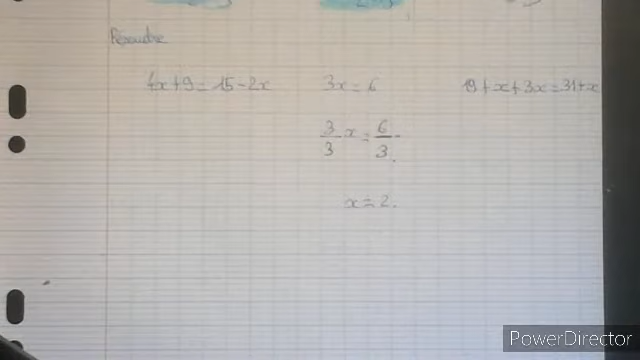 Résoudre
4x+9=15-2x
3x=6
19+x+3x=31+x
3/3 x = 6/3.
x=2.
PowerDirector